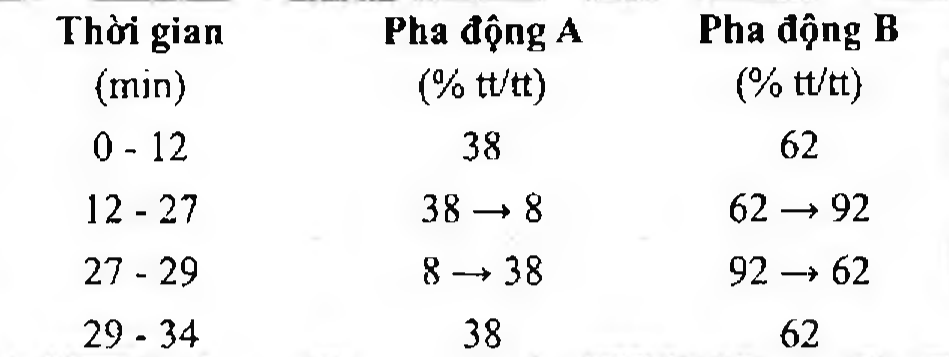 Thời gian Pha động A Pha động B
(min) (% tt/tt) (% tt/tt)
0 - 12 38 62
12 - 27 38 → 8 62 → 92
27 - 29 8 → 38 92 → 62
29 - 34 38 62